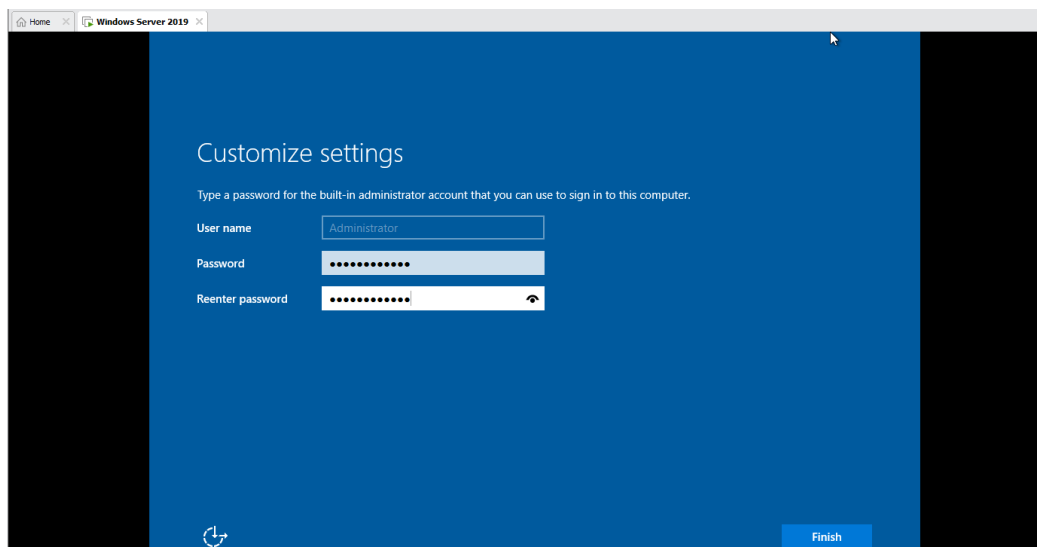 Home
Windows Server 2019
Customize settings
Type a password for the built-in administrator account that you can use to sign in to this computer.
User name Administrator
Password ••••••••••••
Reenter password ••••••••••••
Finish